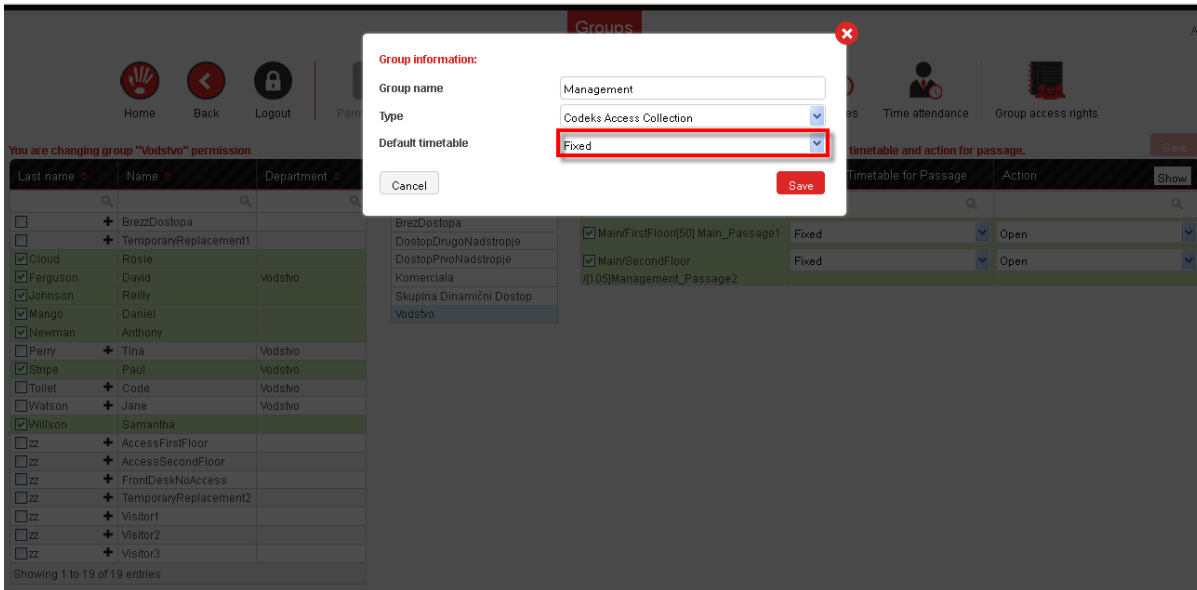 Groups
Group information:
Group name Management
Type Codeks Access Collection
Default timetable Fixed
Cancel Save
Home Back Logout Perm es Time attendance Group access rights
You are changing group "Vodstvo" permission timetable and action for passage. Save
Last name Name Department Timetable for Passage Action Show
BrezzDostopa
TemporaryReplacement1
Cloud Rosie
Ferguson David Vodstvo
Johnson Reilly
Mango Daniel
Newman Anthony
Perry Tina Vodstvo
Stripe Paul Vodstvo
Toilet Code Vodstvo
Watson Jane Vodstvo
Willson Samantha
zz AccessFirstFloor
zz AccessSecondFloor
zz FrontDeskNoAccess
zz TemporaryReplacement2
zz Visitor1
zz Visitor2
zz Visitor3
Showing 1 to 19 of 19 entries
BrezDostopa
DostopDrugoNadstropje
DostopPrvoNadstropje
Komerciala
Skupina Dinamični Dostop
Vodstvo
Main/FirstFloor/[50] Main_Passage1 Fixed Open
Main/SecondFloor Fixed Open
/[105]Management_Passage2